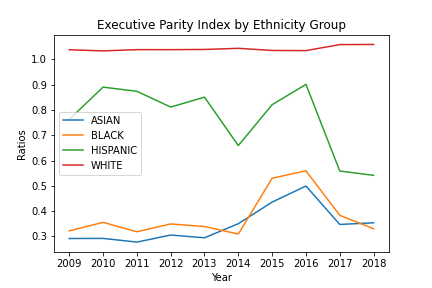 Executive Parity Index by Ethnicity Group
Ratios
1.0
0.9
0.8
0.7
0.6
0.5
0.4
0.3
ASIAN
BLACK
HISPANIC
WHITE
2009 2010 2011 2012 2013 2014 2015 2016 2017 2018
Year